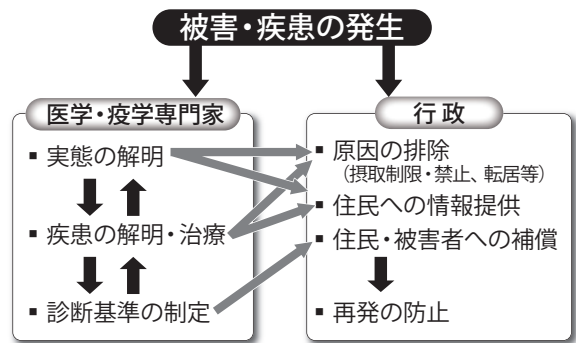 被害・疾患の発生
医学・疫学専門家
▪ 実態の解明
▪ 疾患の解明・治療
▪ 診断基準の制定
行政
▪ 原因の排除
(摂取制限・禁止、転居等)
▪ 住民への情報提供
▪ 住民・被害者への補償
▪ 再発の防止